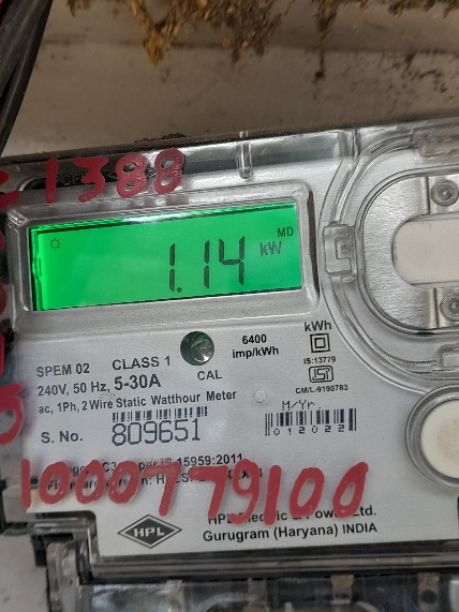 1388
MD
1.14 kW
6400
imp/kWh
kWh
IS:13779
ISI
CM/L-9190783
SPEM 02 CLASS 1
CAL
240V, 50 Hz, 5-30A
ac, 1Ph, 2 Wire Static Watthour Meter
M/Yr.
S. No. 809651
012022
15959:2011
1000779100
HPL
Ltd.
Gurugram (Haryana) INDIA